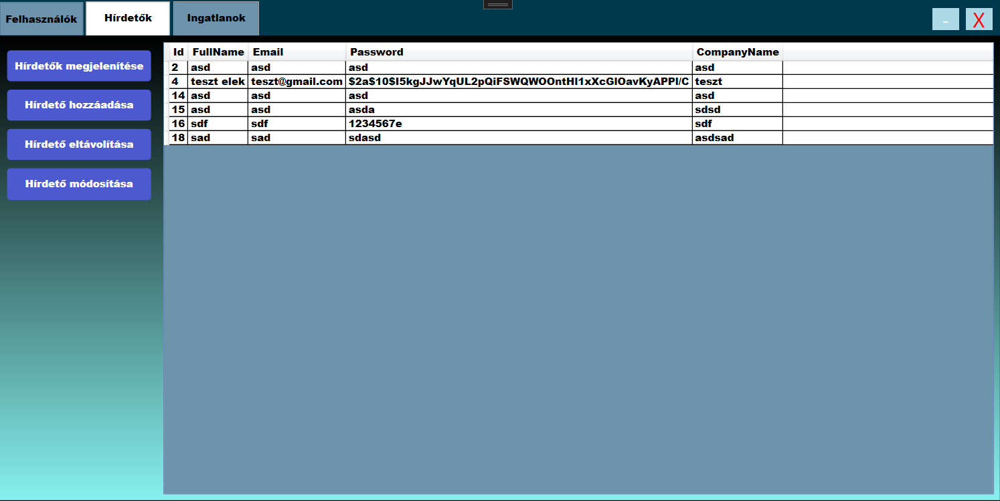 Felhasználók Hírdetők Ingatlanok - X
Hírdetők megjelenítése
Hírdető hozzáadása
Hírdető eltávolítása
Hírdető módosítása
Id FullName Email Password CompanyName
2 asd asd asd asd
4 teszt elek teszt@gmail.com $2a$10$I5kgJJwYqUL2pQiFSWQWOOntHl1xXcGlOavKyAPPI/C teszt
14 asd asd asd asd
15 asd asd asda sdsd
16 sdf sdf 1234567e sdf
18 sad sad sdasd asdsad